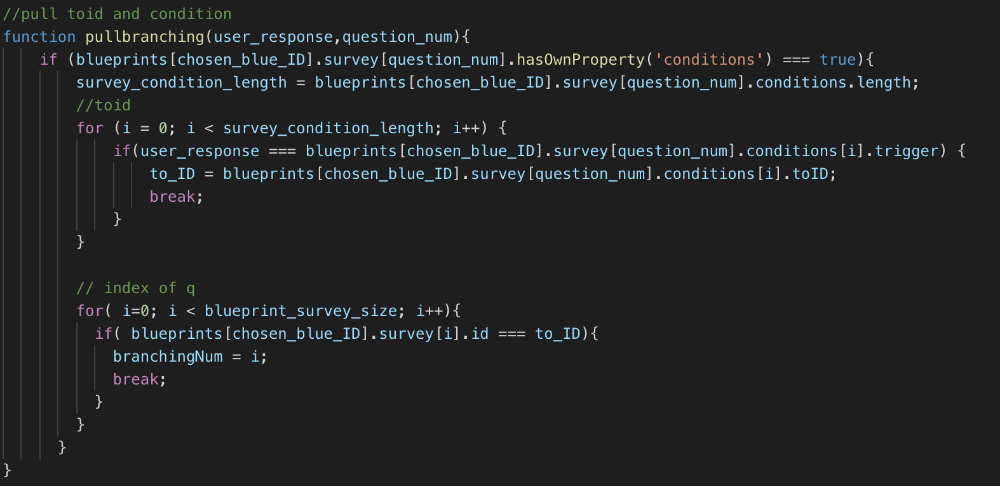 //pull toid and condition
function pullbranching(user_response,question_num){
    if (blueprints[chosen_blue_ID].survey[question_num].hasOwnProperty('conditions') === true){
        survey_condition_length = blueprints[chosen_blue_ID].survey[question_num].conditions.length;
        //toid
        for (i = 0; i < survey_condition_length; i++) {
            if(user_response === blueprints[chosen_blue_ID].survey[question_num].conditions[i].trigger) {
                to_ID = blueprints[chosen_blue_ID].survey[question_num].conditions[i].toID;
                break;
            }
        }

        // index of q
        for( i=0; i < blueprint_survey_size; i++){
          if( blueprints[chosen_blue_ID].survey[i].id === to_ID){
            branchingNum = i;
            break;
          }
        }
      }
}